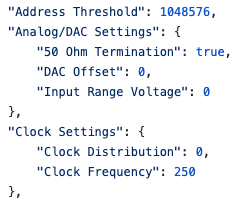 "Address Threshold": 1048576,
"Analog/DAC Settings": {
    "50 Ohm Termination": true,
    "DAC Offset": 0,
    "Input Range Voltage": 0
},
"Clock Settings": {
    "Clock Distribution": 0,
    "Clock Frequency": 250
},